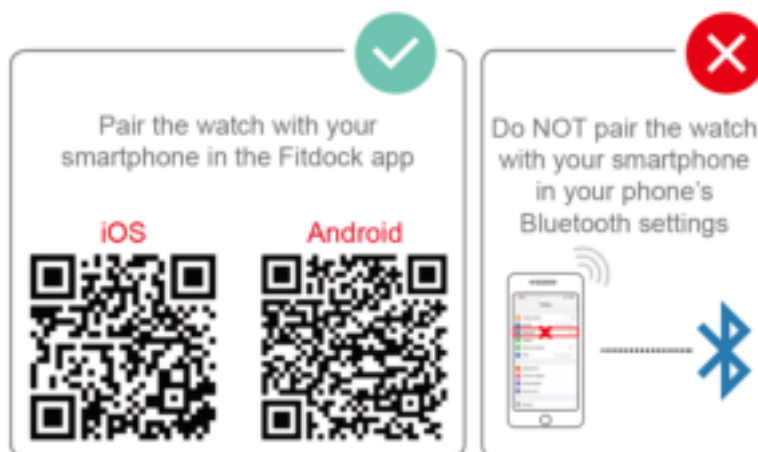 Pair the watch with your
smartphone in the Fitdock app
iOS
Android
Do NOT pair the watch
with your smartphone
in your phone's
Bluetooth settings